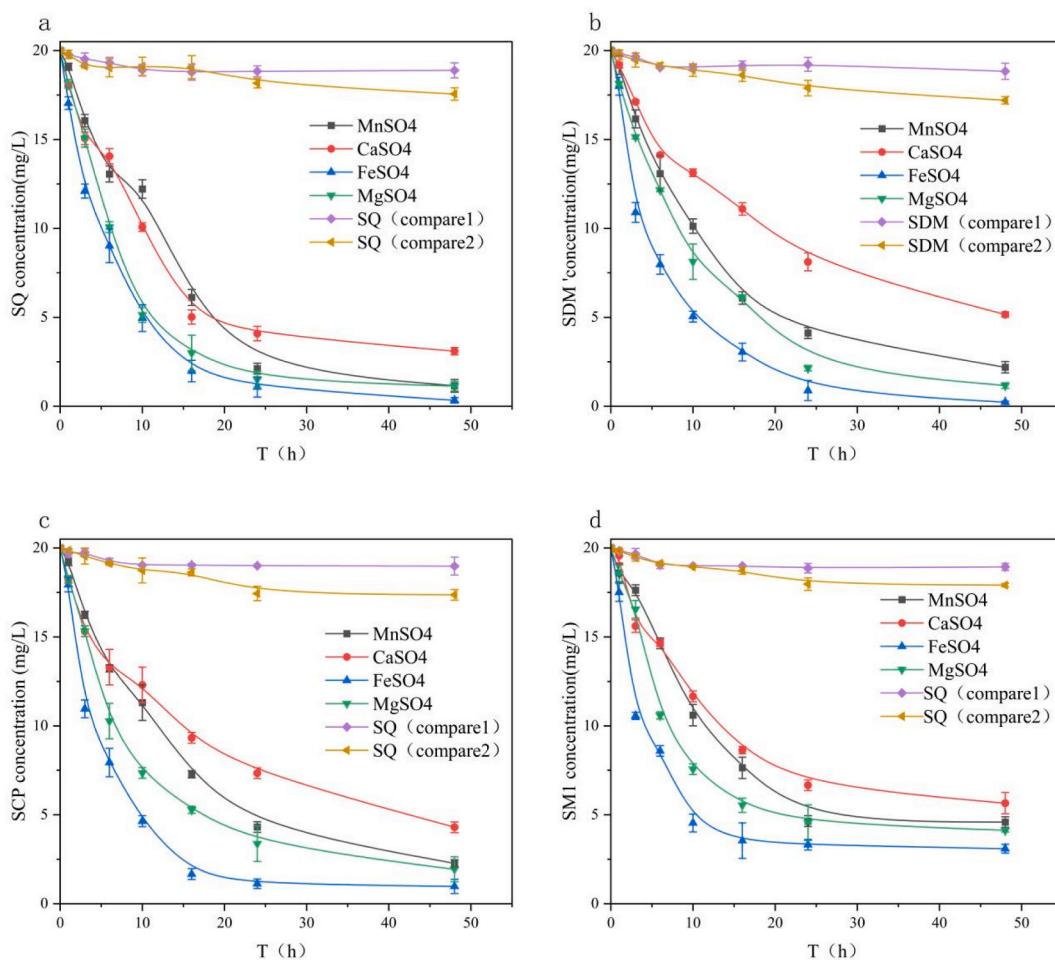 a
SQ concentration(mg/L)
20
15
10
5
0
0 10 20 30 40 50
T（h）
MnSO4
CaSO4
FeSO4
MgSO4
SQ（compare1）
SQ（compare2）
b
SDM 'concentration(mg/L)
20
15
10
5
0
0 10 20 30 40 50
T（h）
MnSO4
CaSO4
FeSO4
MgSO4
SDM（compare1）
SDM（compare2）
c
SCP concentration (mg/L)
20
15
10
5
0
0 10 20 30 40 50
T（h）
MnSO4
CaSO4
FeSO4
MgSO4
SQ（compare1）
SQ（compare2）
d
SM1 concentration(mg/L)
20
15
10
5
0
0 10 20 30 40 50
T（h）
MnSO4
CaSO4
FeSO4
MgSO4
SQ（compare1）
SQ（compare2）